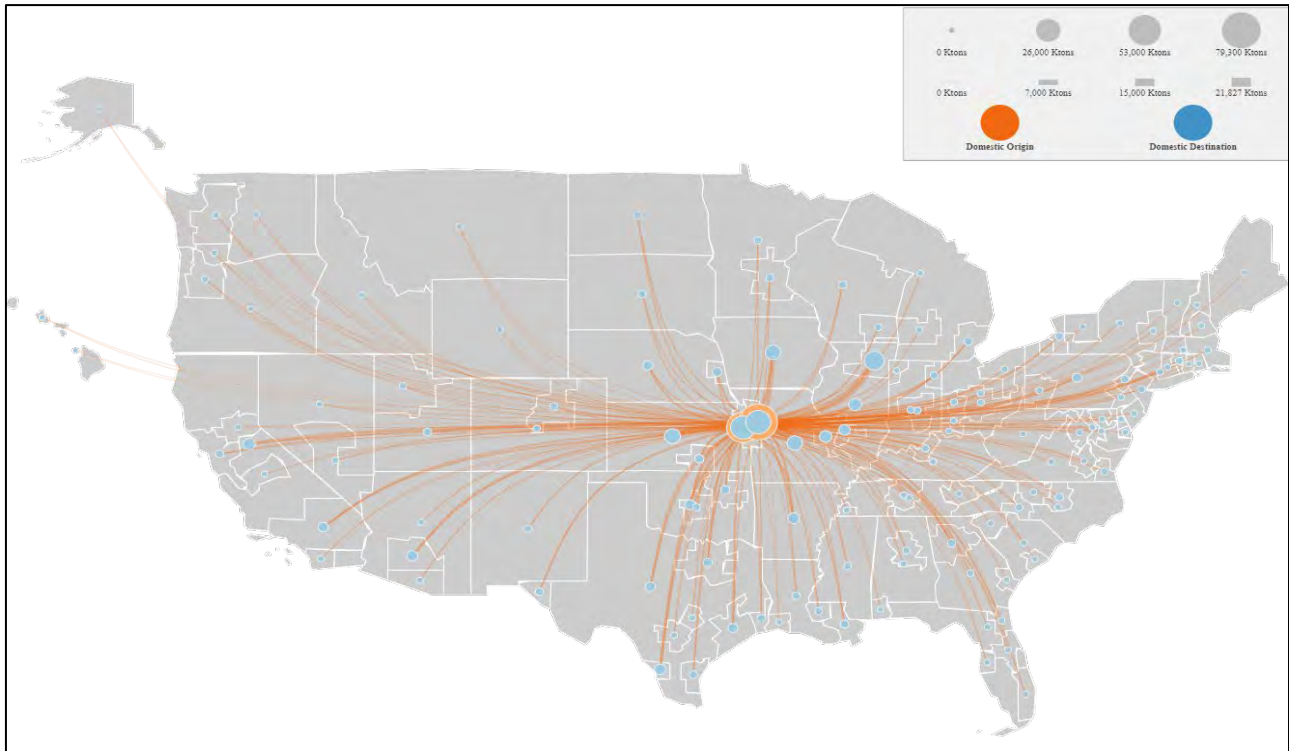 0 Ktons 26,000 Ktons 53,000 Ktons 79,300 Ktons
0 Ktons 7,000 Ktons 15,000 Ktons 21,827 Ktons
Domestic Origin Domestic Destination